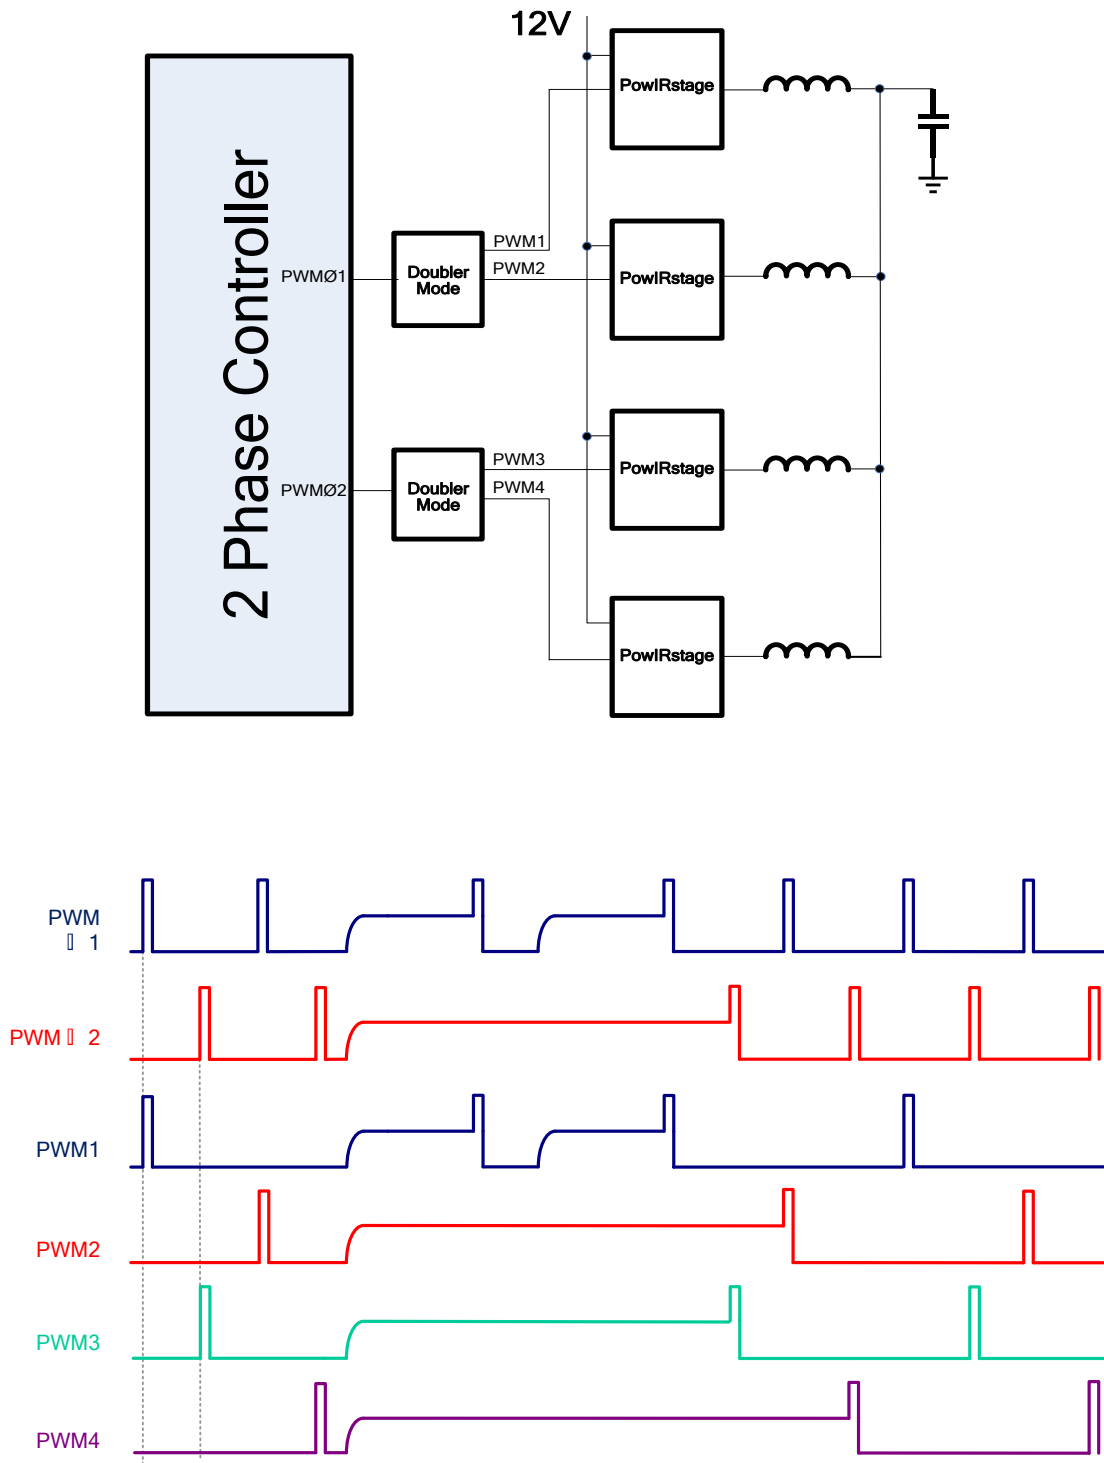 12V
PowIRstage
2 Phase Controller
PWM1
PWMØ1
Doubler
Mode
PWM2
PowIRstage
PWM3
PWMØ2
Doubler
Mode
PWM4
PowIRstage
PowIRstage
PWM
▯ 1
PWM ▯ 2
PWM1
PWM2
PWM3
PWM4